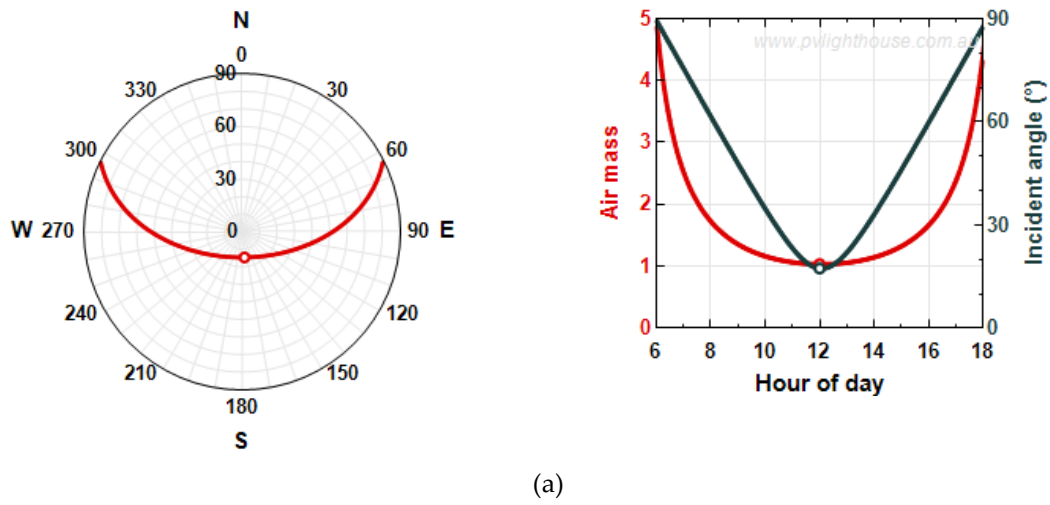 N
0
30
60
90 E
120
150
180
S
210
240
W 270
300
330
90
60
30
0
www.pvlighthouse.com.au
5
4
3
2
1
0
Air mass
90
60
30
0
Incident angle (°)
6 8 10 12 14 16 18
Hour of day
(a)